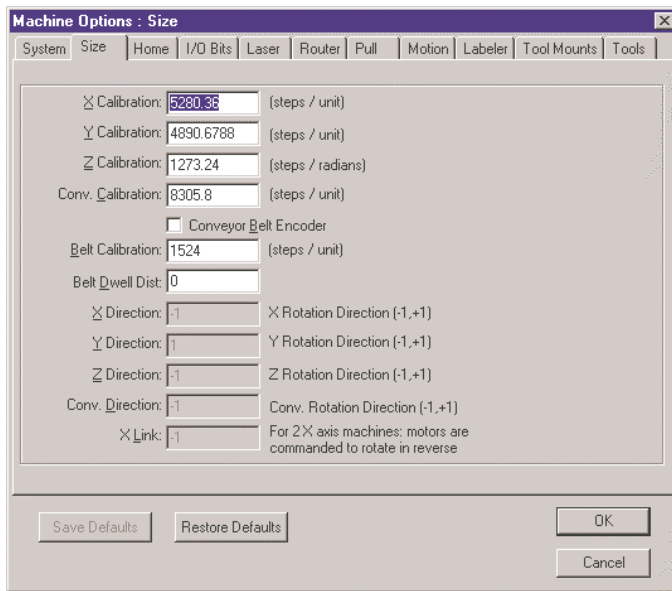 Machine Options : Size
System Size Home I/O Bits Laser Router Pull Motion Labeler Tool Mounts Tools
X Calibration: 5280.36 (steps / unit)
Y Calibration: 4890.6788 (steps / unit)
Z Calibration: 1273.24 (steps / radians)
Conv. Calibration: 8305.8 (steps / unit)
Conveyor Belt Encoder
Belt Calibration: 1524 (steps / unit)
Belt Dwell Dist: 0
X Direction: -1 X Rotation Direction (-1,+1)
Y Direction: 1 Y Rotation Direction (-1,+1)
Z Direction: -1 Z Rotation Direction (-1,+1)
Conv. Direction: -1 Conv. Rotation Direction (-1,+1)
X Link: -1 For 2 X axis machines: motors are
commanded to rotate in reverse
Save Defaults Restore Defaults OK
Cancel